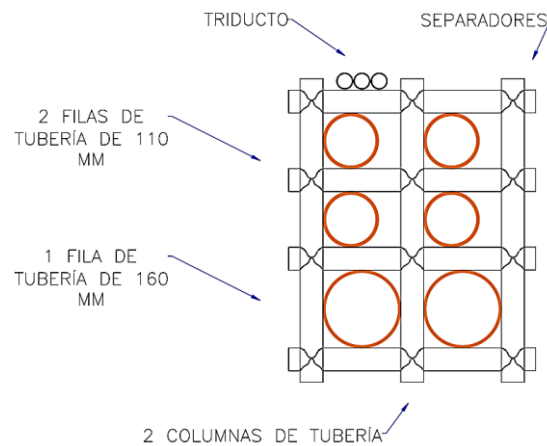 TRIDUCTO
SEPARADORES
2 FILAS DE
TUBERÍA DE 110
MM
1 FILA DE
TUBERÍA DE 160
MM
2 COLUMNAS DE TUBERÍA